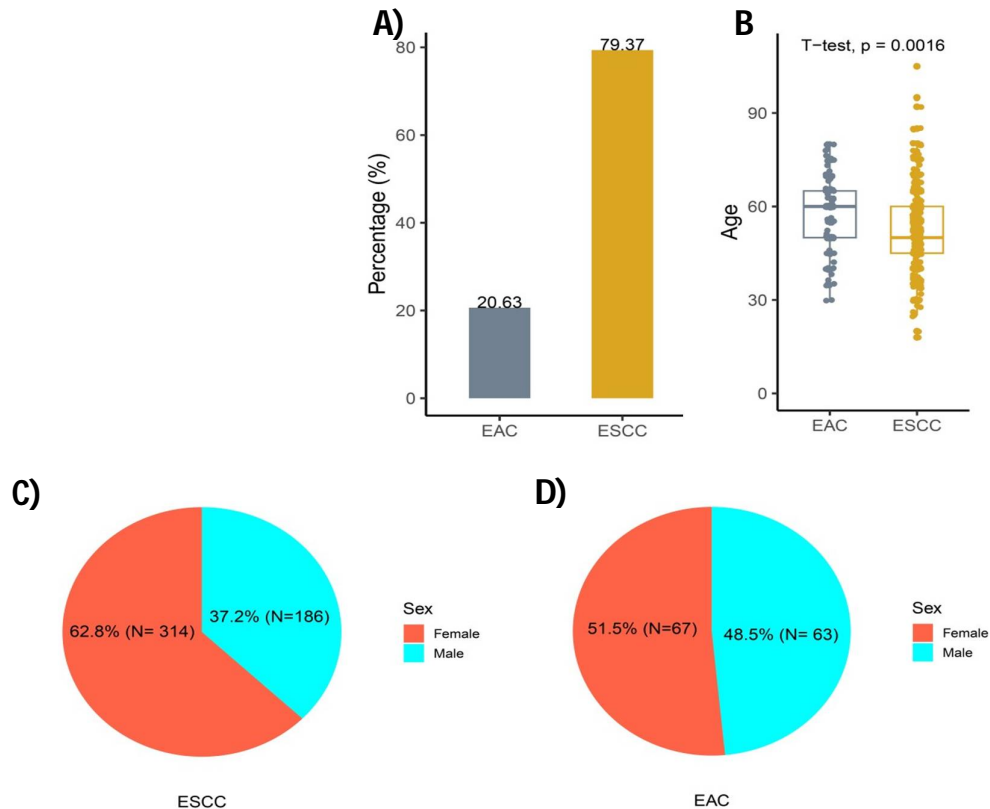 A)
79.37
80
60
40
20
0
Percentage (%)
20.63
EAC
ESCC
B
T-test, p = 0.0016
90
60
30
0
Age
EAC
ESCC
C)
62.8% (N= 314)
37.2% (N=186)
Sex
Female
Male
ESCC
D)
51.5% (N=67)
48.5% (N= 63)
Sex
Female
Male
EAC